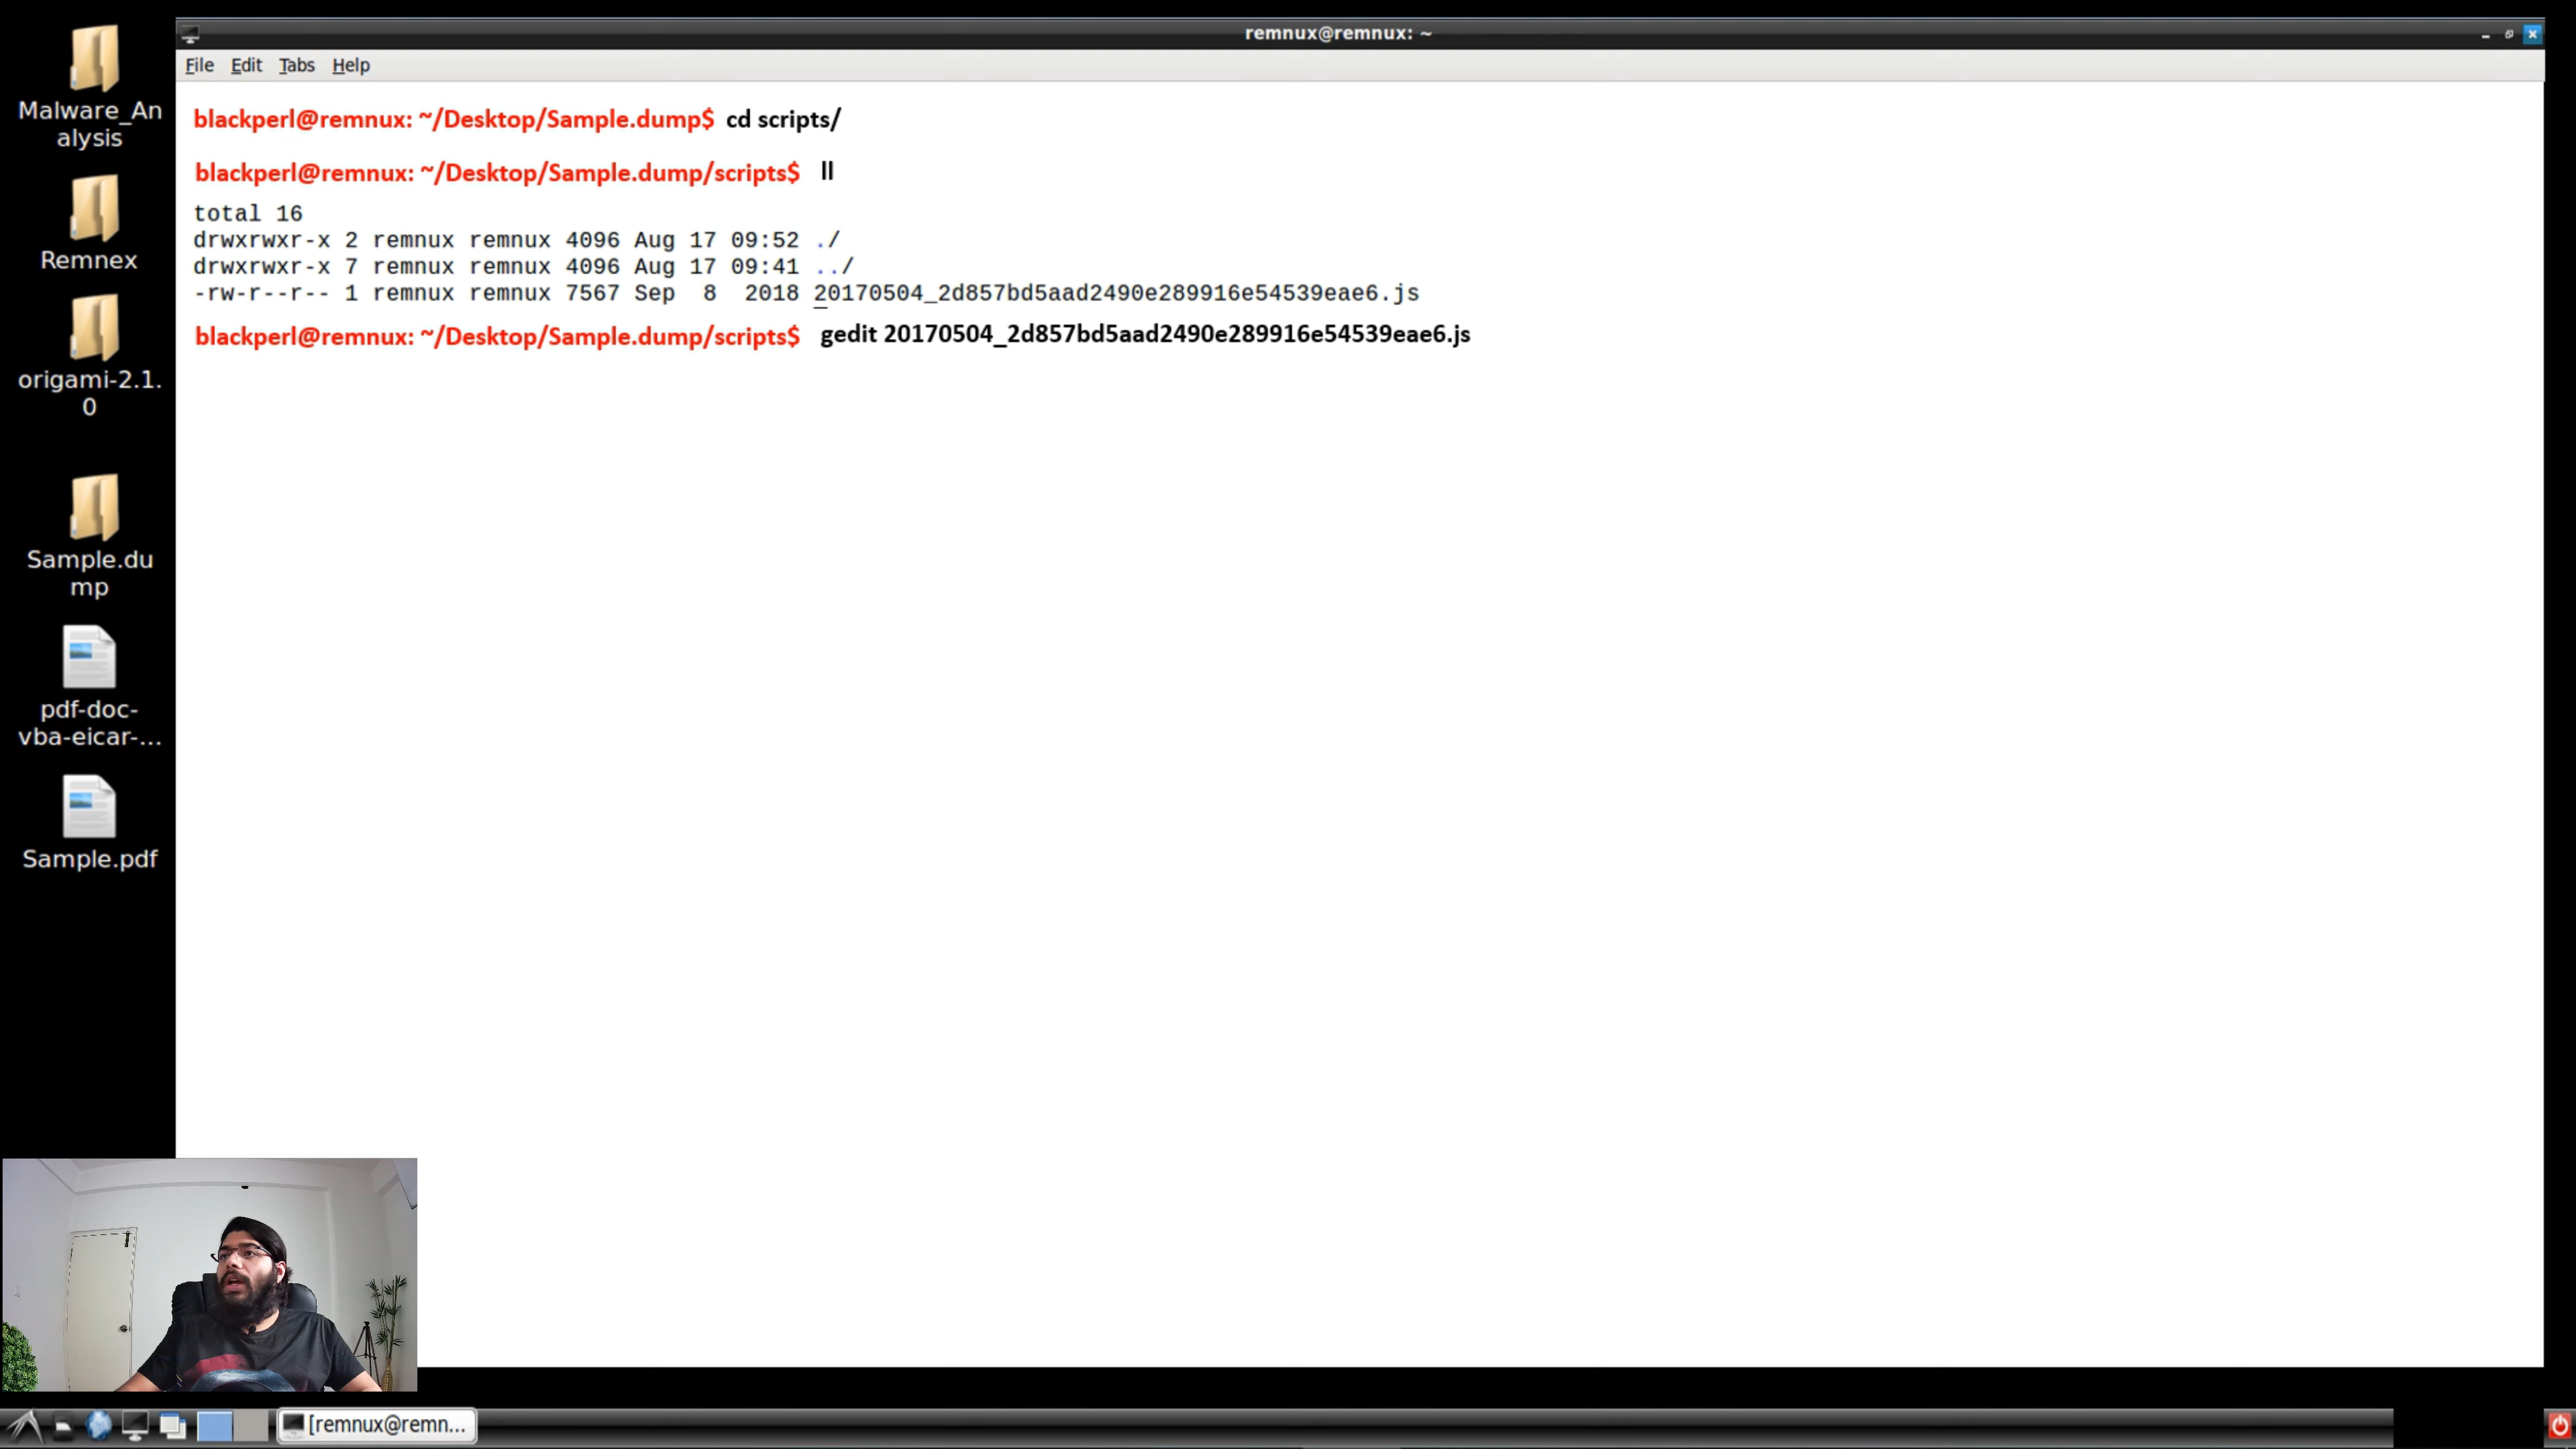 remnux@remnux: ~
File Edit Tabs Help
blackperl@remnux: ~/Desktop/Sample.dump$ cd scripts/
blackperl@remnux: ~/Desktop/Sample.dump/scripts$ ll
total 16
drwxrwxr-x 2 remnux remnux 4096 Aug 17 09:52 ./
drwxrwxr-x 7 remnux remnux 4096 Aug 17 09:41 ../
-rw-r--r-- 1 remnux remnux 7567 Sep  8  2018 20170504_2d857bd5aad2490e289916e54539eae6.js
blackperl@remnux: ~/Desktop/Sample.dump/scripts$ gedit 20170504_2d857bd5aad2490e289916e54539eae6.js
Malware_An
alysis
Remnex
origami-2.1.
0
Sample.du
mp
pdf-doc-
vba-eicar-...
Sample.pdf
[remnux@remn...